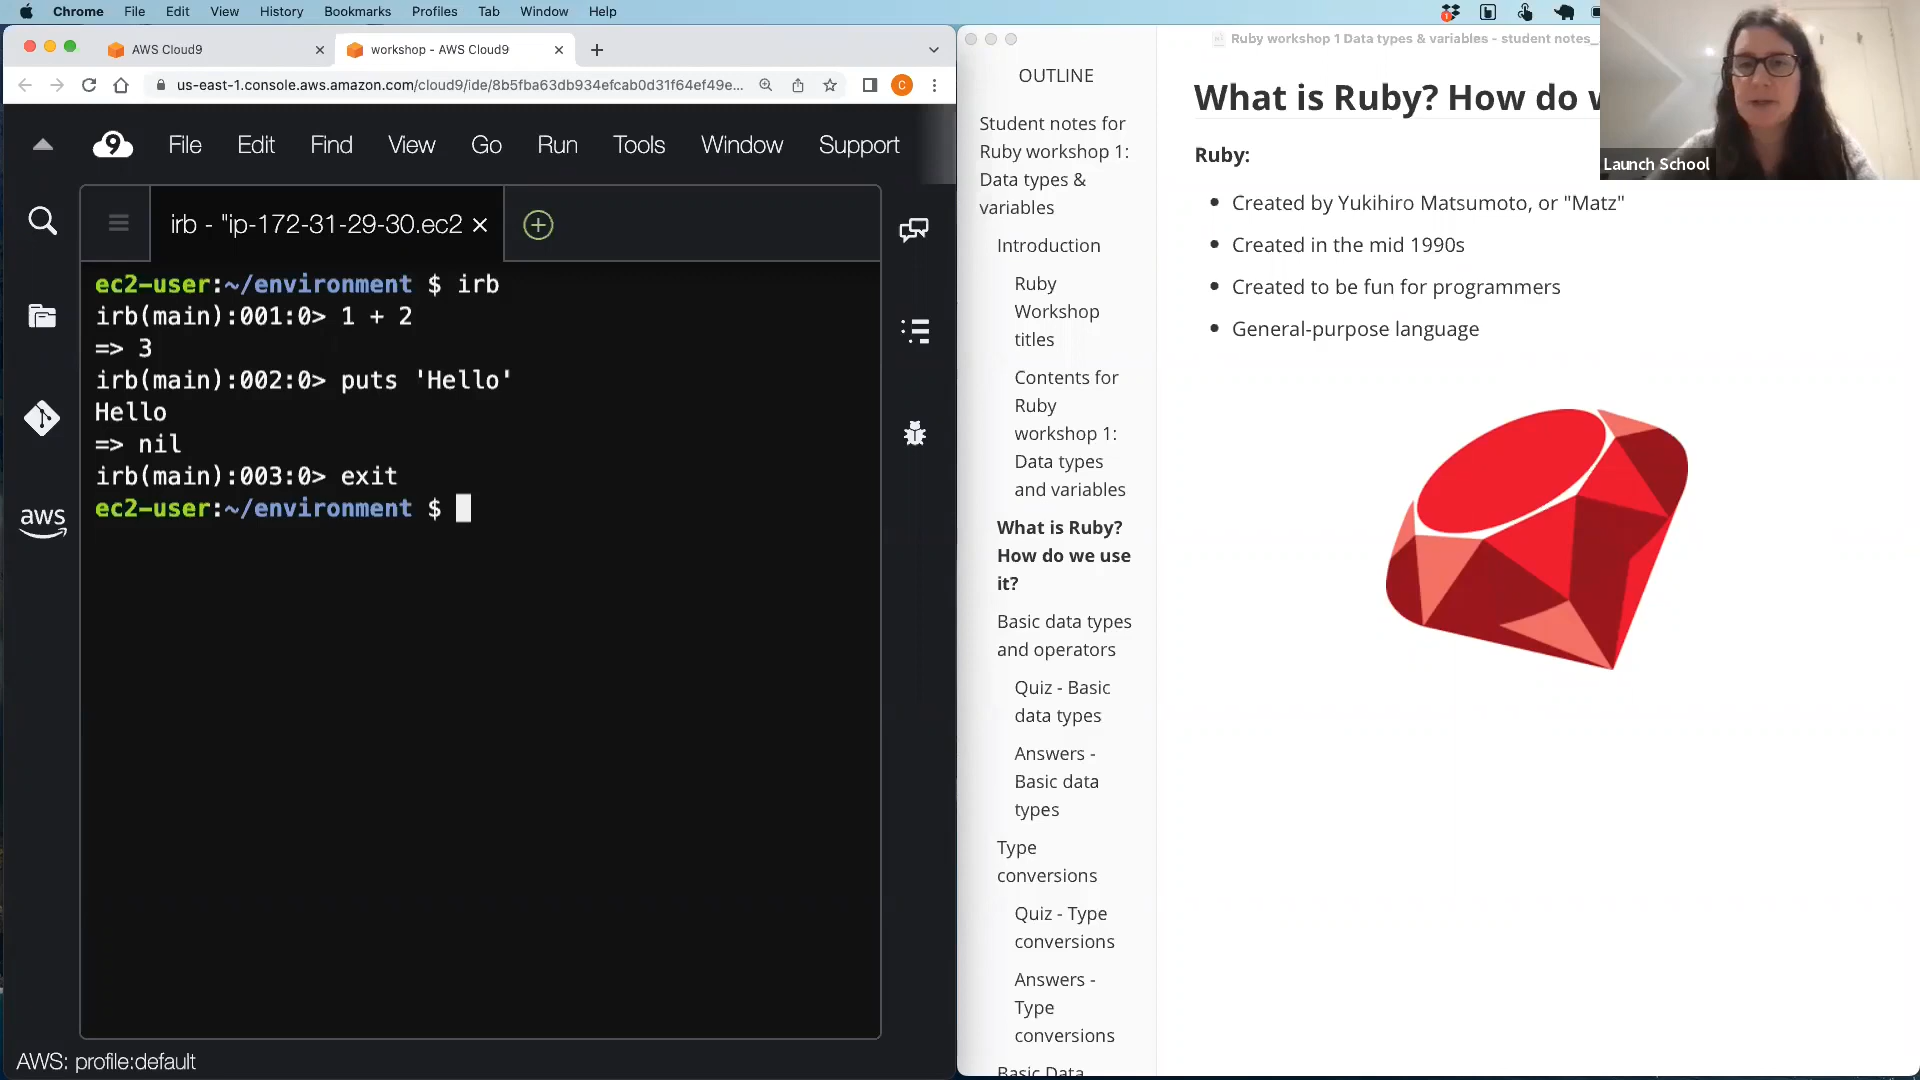 Chrome File Edit View History Bookmarks Profiles Tab Window Help
AWS Cloud9
workshop - AWS Cloud9
us-east-1.console.aws.amazon.com/cloud9/ide/8b5fba63db934efcab0d31f64ef49e...
C
9 File Edit Find View Go Run Tools Window Support
irb - "ip-172-31-29-30.ec2
ec2-user:~/environment $ irb
irb(main):001:0> 1 + 2
=> 3
irb(main):002:0> puts 'Hello'
Hello
=> nil
irb(main):003:0> exit
ec2-user:~/environment $
aws
AWS: profile:default
Ruby workshop 1 Data types & variables - student notes_
OUTLINE
Student notes for
Ruby workshop 1:
Data types &
variables
Introduction
Ruby
Workshop
titles
Contents for
Ruby
workshop 1:
Data types
and variables
What is Ruby?
How do we use
it?
Basic data types
and operators
Quiz - Basic
data types
Answers -
Basic data
types
Type
conversions
Quiz - Type
conversions
Answers -
Type
conversions
Basic Data
What is Ruby? How do
Ruby:
• Created by Yukihiro Matsumoto, or "Matz"
• Created in the mid 1990s
• Created to be fun for programmers
• General-purpose language
Launch School